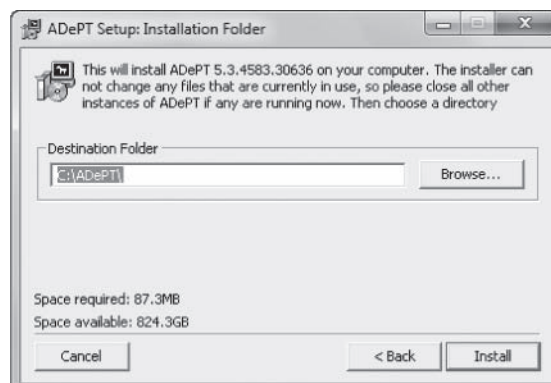 ADePT Setup: Installation Folder
This will install ADePT 5.3.4583.30636 on your computer. The installer can
not change any files that are currently in use, so please close all other
instances of ADePT if any are running now. Then choose a directory
Destination Folder
C:\ADePT\
Browse...
Space required: 87.3MB
Space available: 824.3GB
Cancel
< Back
Install